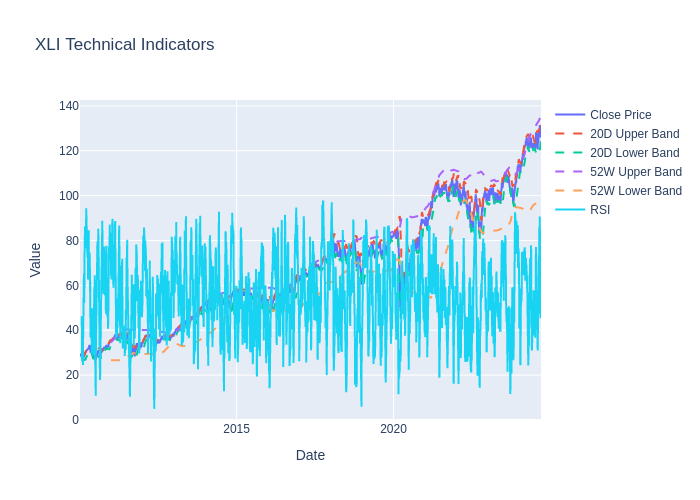 XLI Technical Indicators
140
120
100
80
60
40
20
0
2015
2020
Value
Date
Close Price
20D Upper Band
20D Lower Band
52W Upper Band
52W Lower Band
RSI